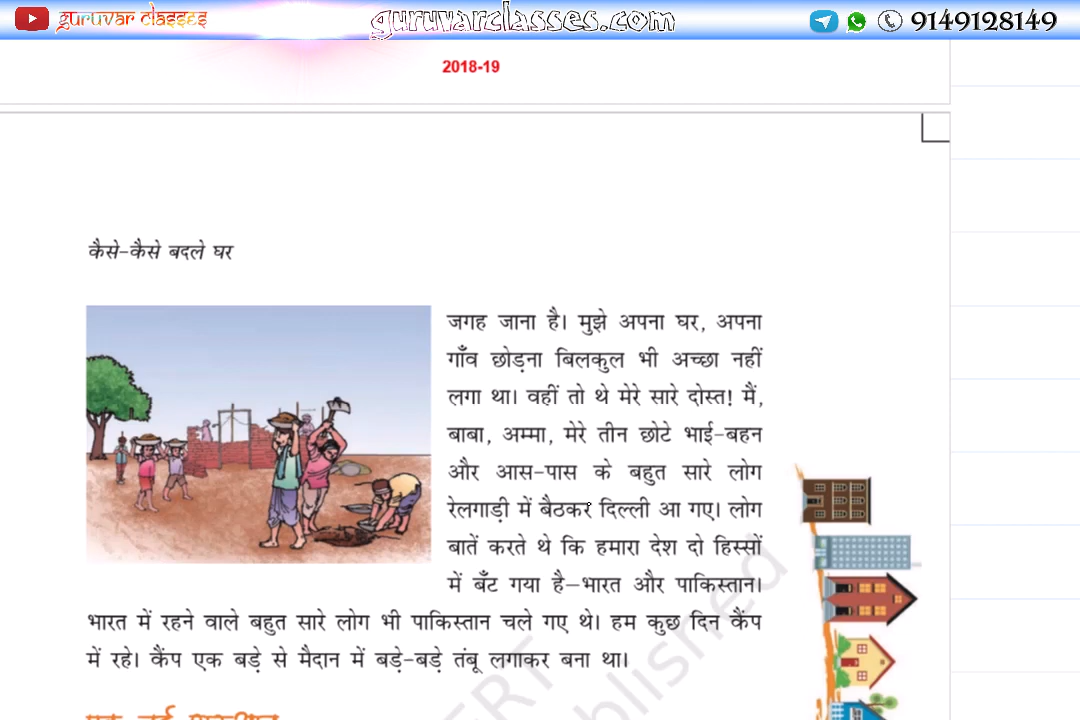 guruvar classes
guruvarclasses.com
9149128149
2018-19
कैसे-कैसे बदले घर
जगह जाना है। मुझे अपना घर, अपना
गाँव छोड़ना बिलकुल भी अच्छा नहीं
लगा था। वहीं तो थे मेरे सारे दोस्त! मैं,
बाबा, अम्मा, मेरे तीन छोटे भाई-बहन
और आस-पास के बहुत सारे लोग
रेलगाड़ी में बैठकर दिल्ली आ गए। लोग
बातें करते थे कि हमारा देश दो हिस्सों
में बँट गया है—भारत और पाकिस्तान।
भारत में रहने वाले बहुत सारे लोग भी पाकिस्तान चले गए थे। हम कुछ दिन कैंप
में रहे। कैंप एक बड़े से मैदान में बड़े-बड़े तंबू लगाकर बना था।